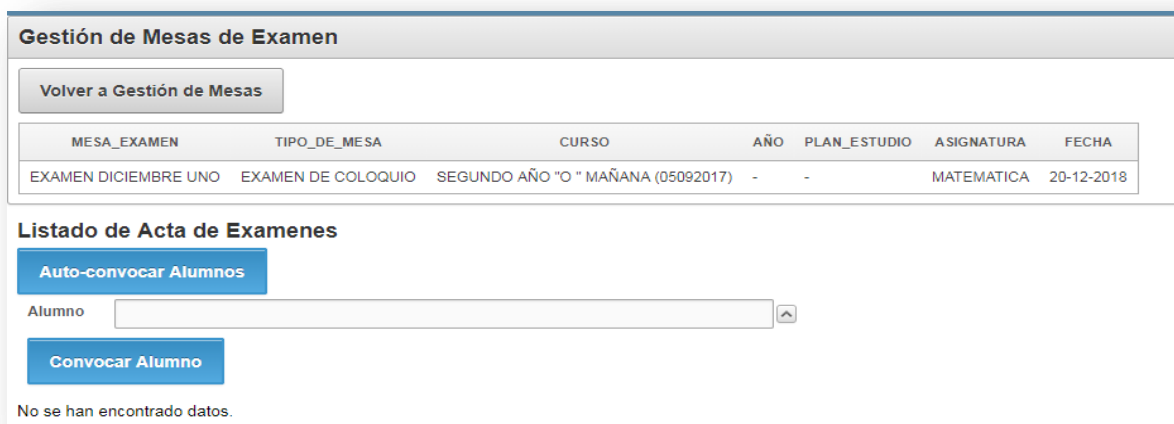 Gestión de Mesas de Examen
Volver a Gestión de Mesas
MESA_EXAMEN TIPO_DE_MESA CURSO AÑO PLAN_ESTUDIO ASIGNATURA FECHA
EXAMEN DICIEMBRE UNO EXAMEN DE COLOQUIO SEGUNDO AÑO "O " MAÑANA (05092017) - - MATEMATICA 20-12-2018
Listado de Acta de Examenes
Auto-convocar Alumnos
Alumno
Convocar Alumno
No se han encontrado datos.